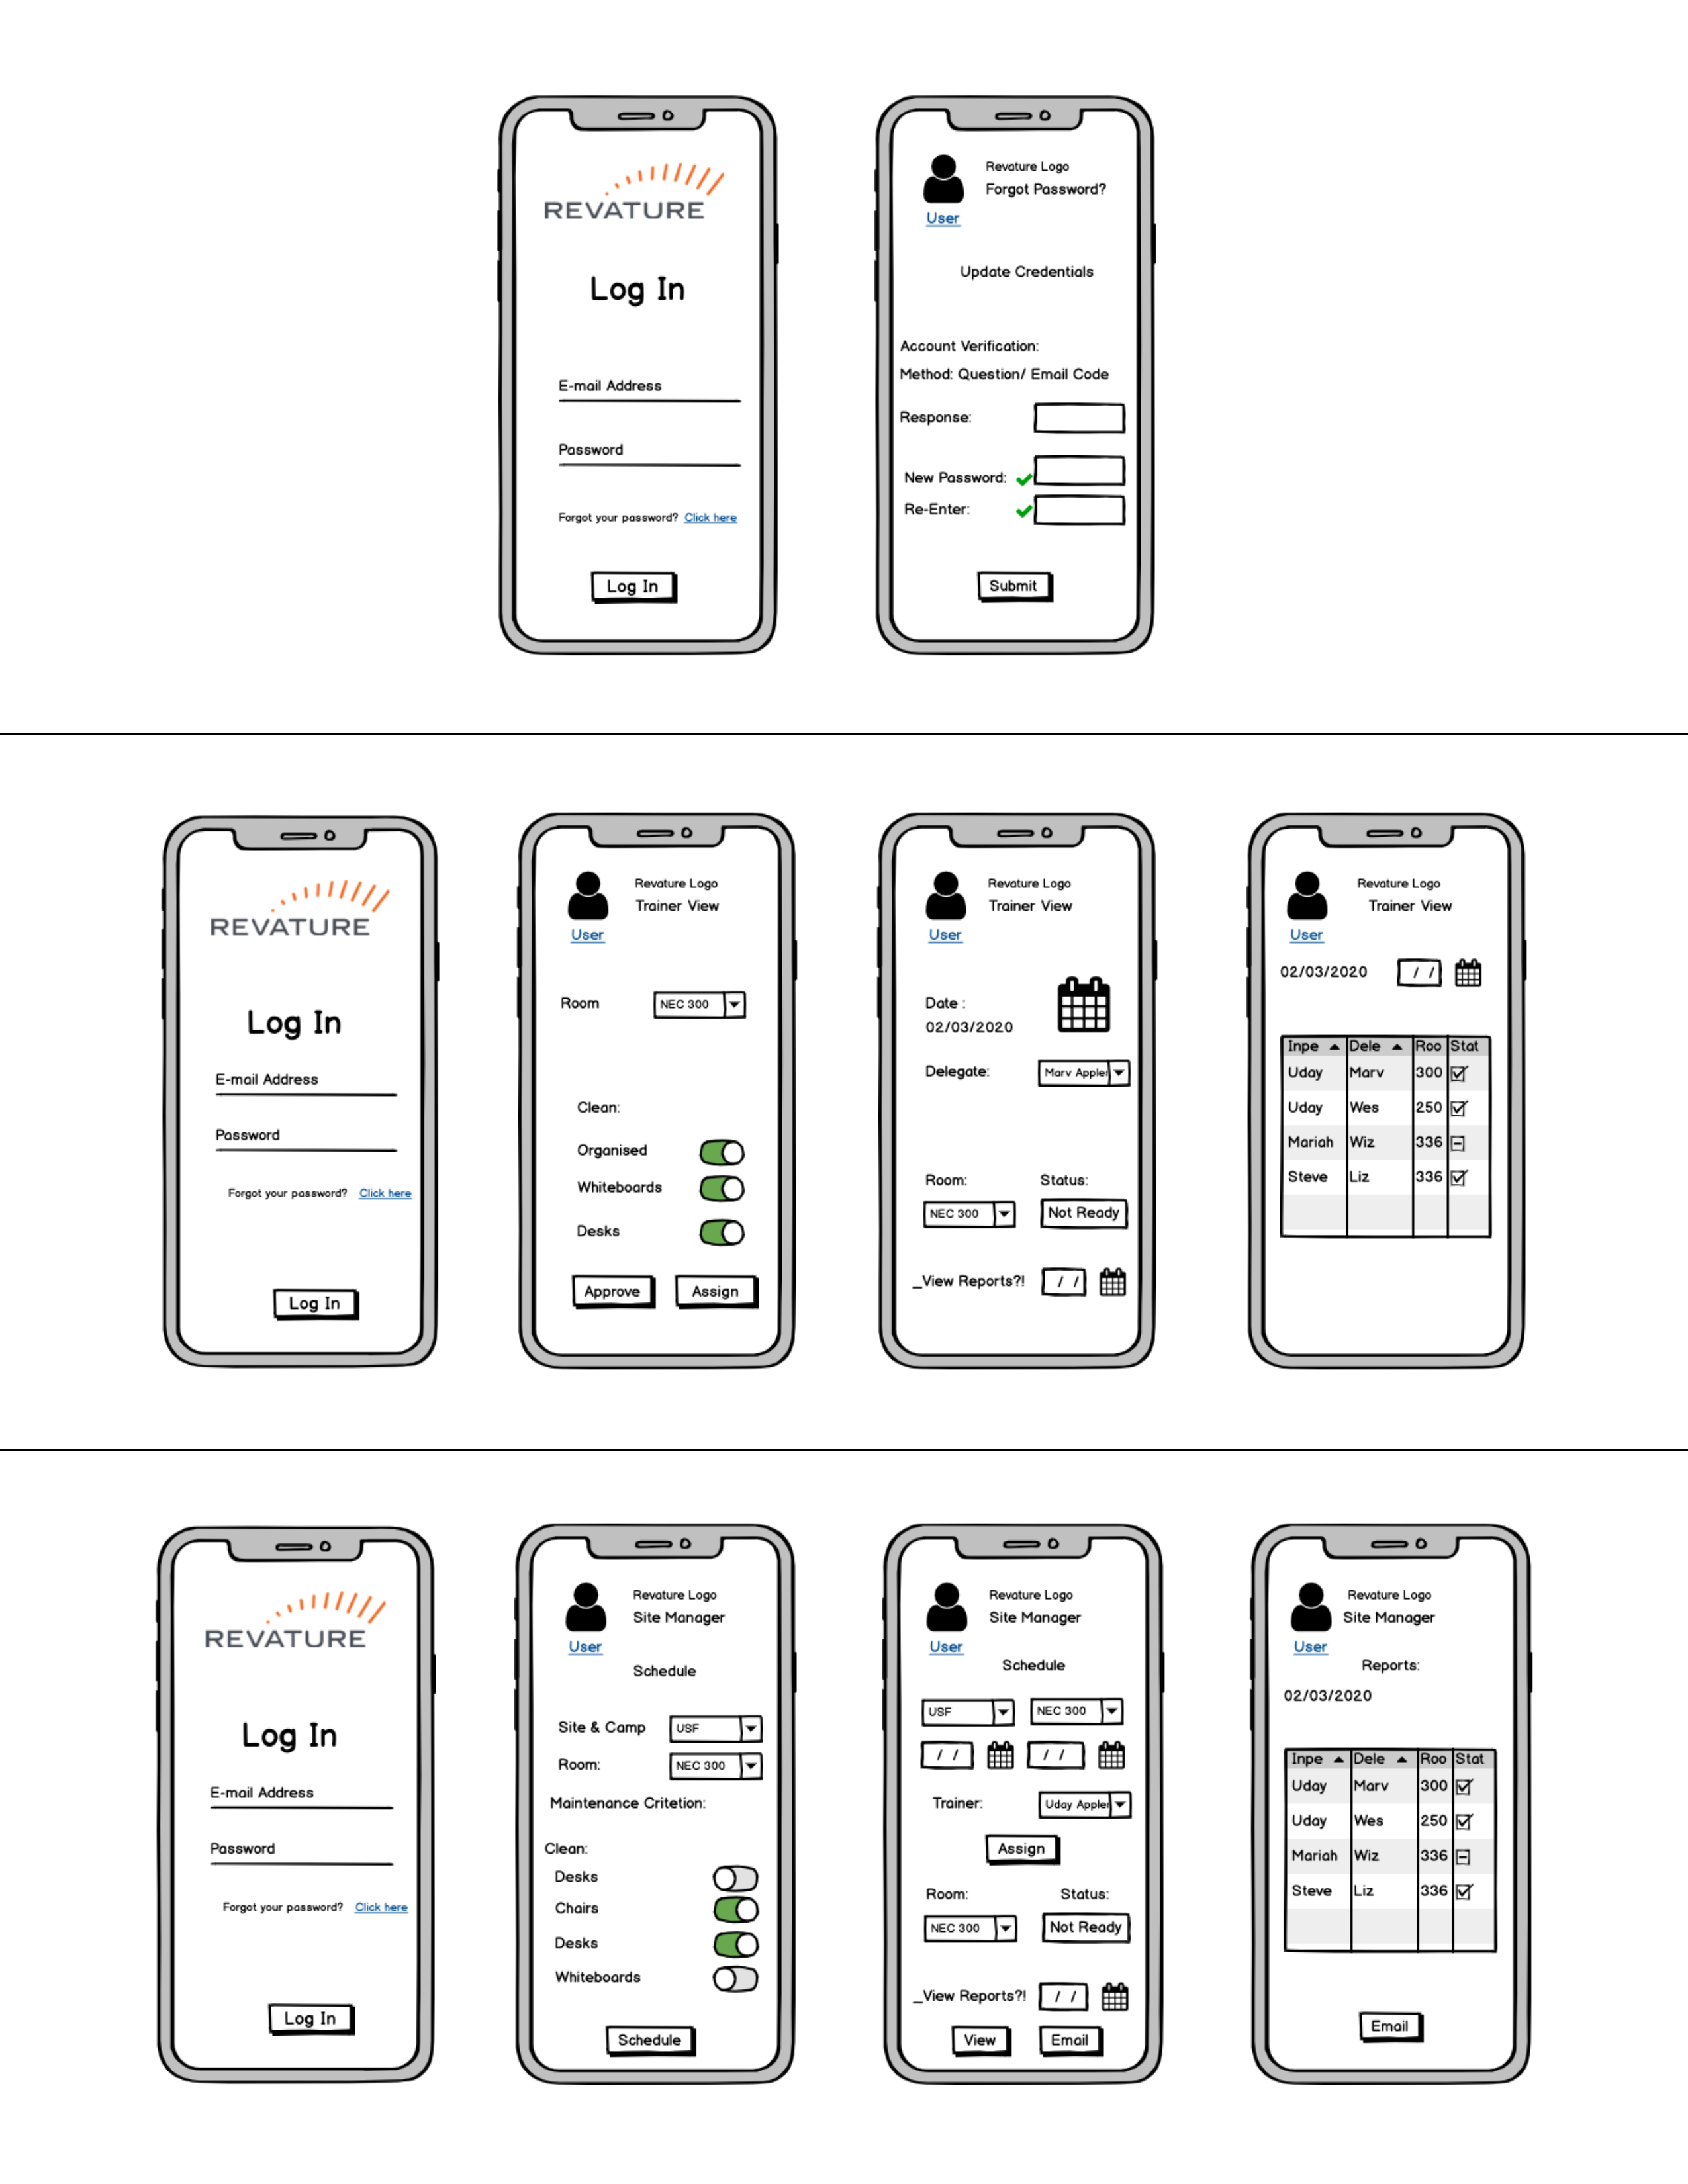 REVATURE
Log In
E-mail Address
Password
Forgot your password? Click here
Log In
Revature Logo
Forgot Password?
User
Update Credentials
Account Verification:
Method: Question/ Email Code
Response:
New Password:
Re-Enter:
Submit
REVATURE
Log In
E-mail Address
Password
Forgot your password? Click here
Log In
Revature Logo
Trainer View
User
Room NEC 300
Clean:
Organised
Whiteboards
Desks
Approve Assign
Revature Logo
Trainer View
User
Date :
02/03/2020
Delegate: Marv Appler
Room: Status:
NEC 300 Not Ready
_View Reports?! / /
Revature Logo
Trainer View
User
02/03/2020 / /
Inpe Dele Roo Stat
Uday Marv 300
Uday Wes 250
Mariah Wiz 336
Steve Liz 336
REVATURE
Log In
E-mail Address
Password
Forgot your password? Click here
Log In
Revature Logo
Site Manager
User
Schedule
Site & Camp USF
Room: NEC 300
Maintenance Critetion:
Clean:
Desks
Chairs
Desks
Whiteboards
Schedule
Revature Logo
Site Manager
User
Schedule
USF NEC 300
/ / / /
Trainer: Uday Appler
Assign
Room: Status:
NEC 300 Not Ready
_View Reports?! / /
View Email
Revature Logo
Site Manager
User
Reports:
02/03/2020
Inpe Dele Roo Stat
Uday Marv 300
Uday Wes 250
Mariah Wiz 336
Steve Liz 336
Email